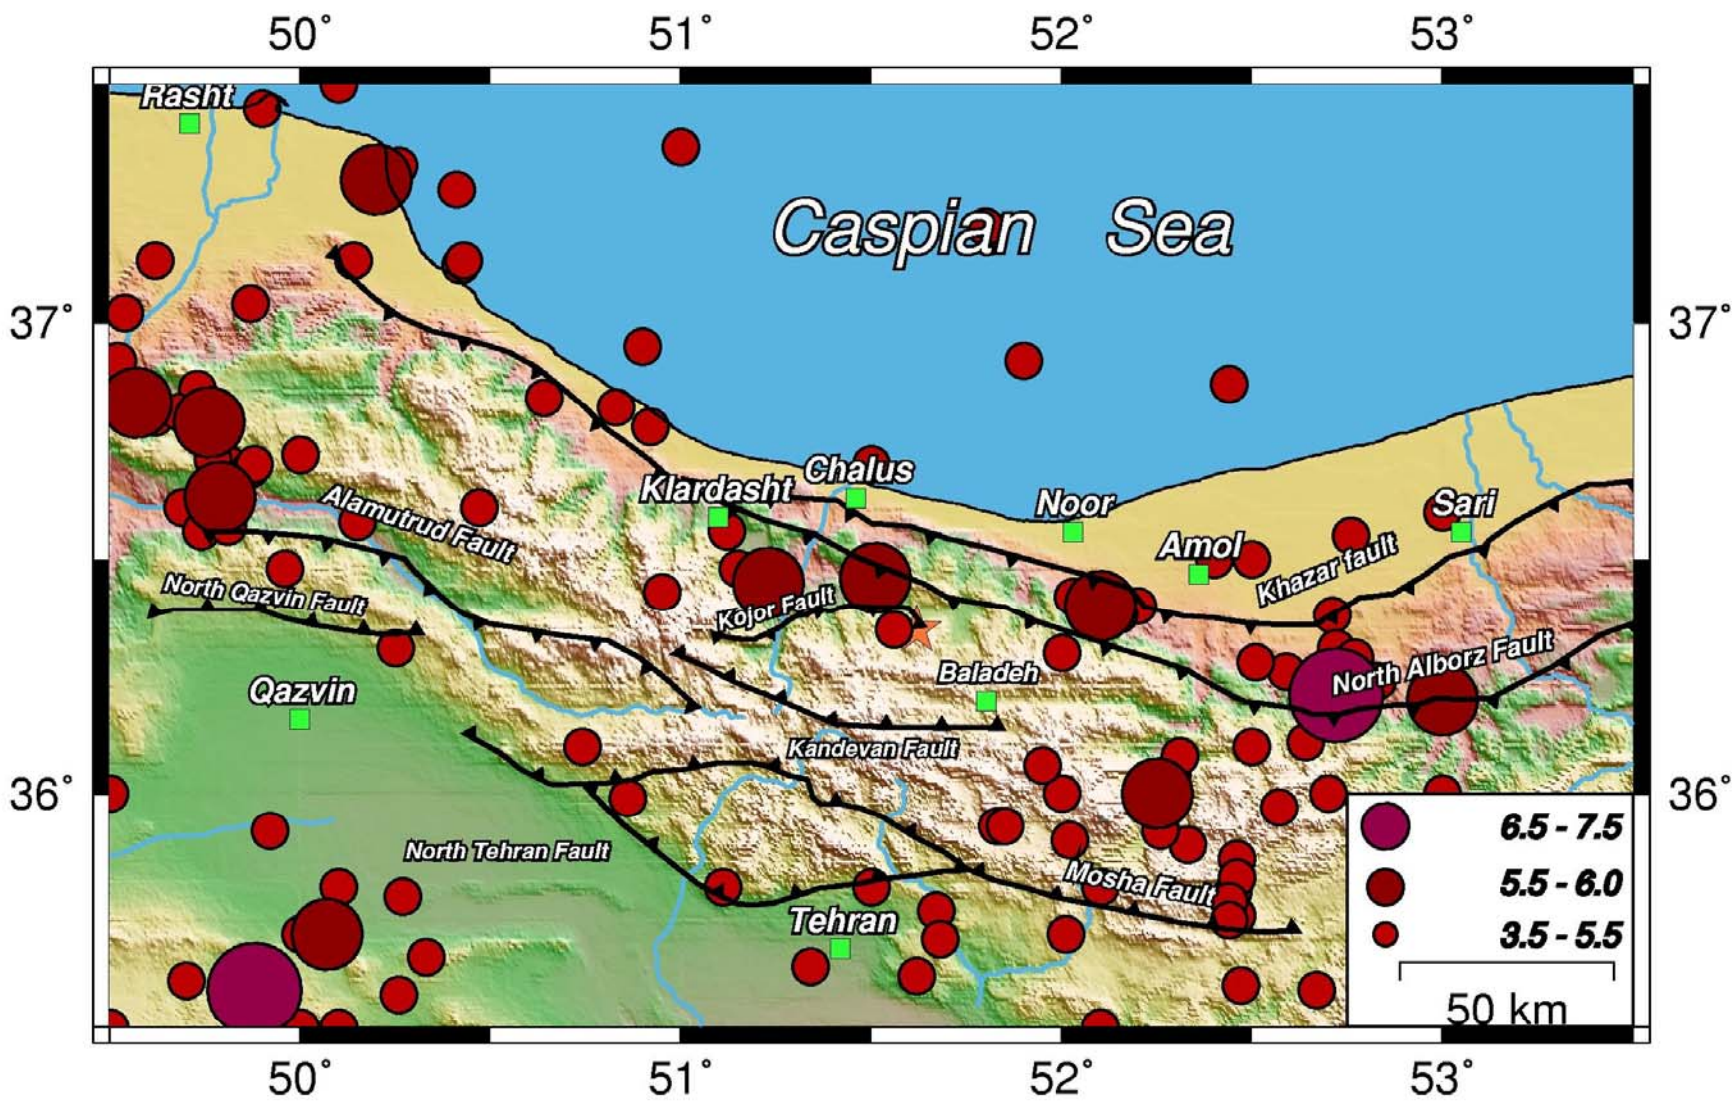 50°
51°
52°
53°
Rasht
Caspian Sea
37°
37°
Chalus
Klardasht
Noor
Sari
Alamutrud Fault
Amol
Khazar fault
North Qazvin Fault
Kojor Fault
North Alborz Fault
Baladeh
Qazvin
Kandevan Fault
36°
36°
6.5 - 7.5
North Tehran Fault
Mosha Fault
5.5 - 6.0
Tehran
3.5 - 5.5
50 km
50°
51°
52°
53°